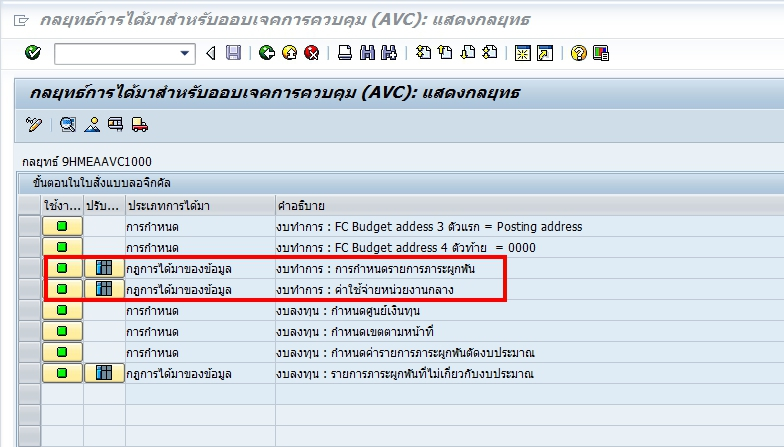 กลยุทธ์การได้มาสำหรับออบเจคการควบคุม (AVC): แสดงกลยุทธ
กลยุทธ์การได้มาสำหรับออบเจคการควบคุม (AVC): แสดงกลยุทธ
กลยุทธ์ 9HMEAAVC1000
ขั้นตอนในใบสั่งแบบลอจิกคัล
ใช้งา... ปรับ... ประเภทการได้มา คำอธิบาย
การกำหนด งบทำการ : FC Budget addess 3 ตัวแรก = Posting address
การกำหนด งบทำการ : FC Budget address 4 ตัวท้าย = 0000
กฎการได้มาของข้อมูล งบทำการ : การกำหนดรายการภาระผูกพัน
กฎการได้มาของข้อมูล งบทำการ : ค่าใช้จ่ายหน่วยงานกลาง
การกำหนด งบลงทุน : กำหนดศูนย์เงินทุน
การกำหนด งบลงทุน : กำหนดเขตตามหน้าที่
การกำหนด งบลงทุน : กำหนดค่ารายการภาระผูกพันตัดงบประมาณ
กฎการได้มาของข้อมูล งบลงทุน : รายการภาระผูกพันที่ไม่เกี่ยวกับงบประมาณ